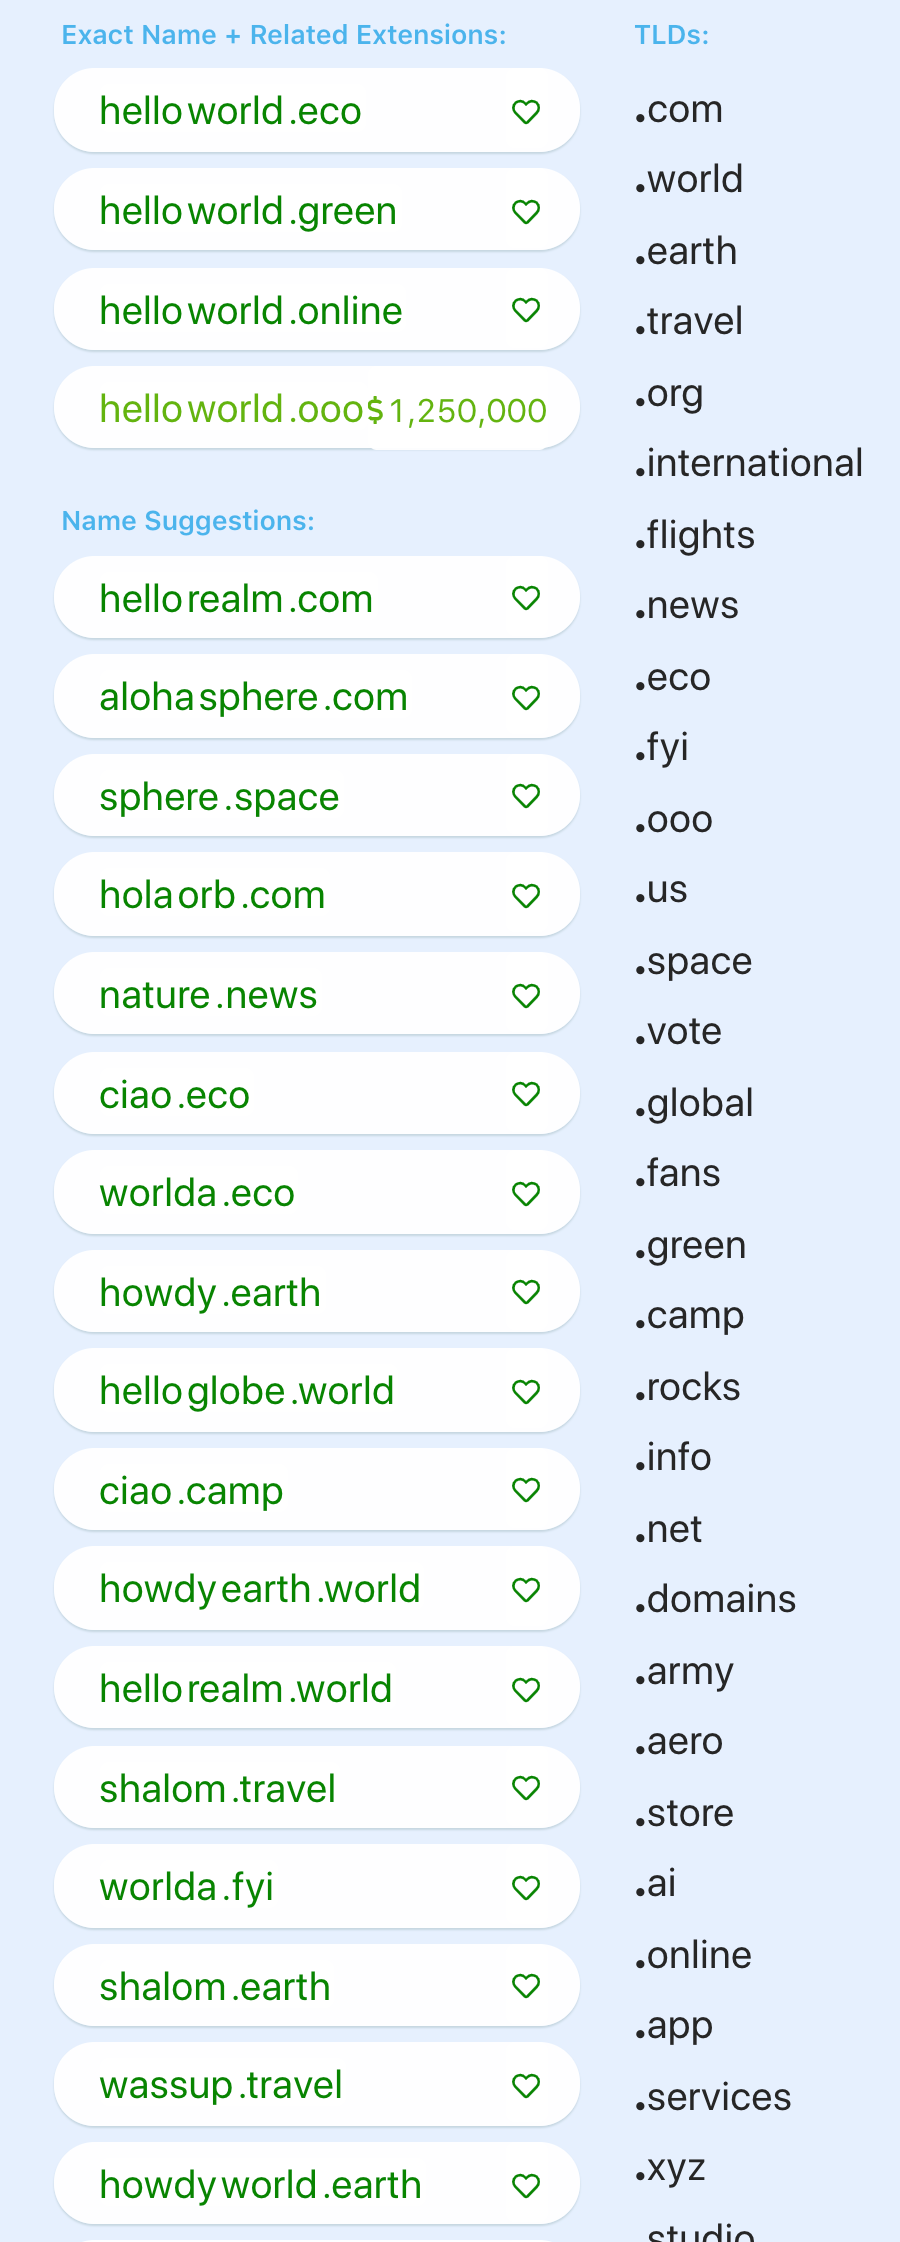 Exact Name + Related Extensions:
helloworld.eco
helloworld.green
helloworld.online
helloworld.ooo $1,250,000
Name Suggestions:
hellorealm.com
alohasphere.com
sphere.space
holaorb.com
nature.news
ciao.eco
worlda.eco
howdy.earth
helloglobe.world
ciao.camp
howdyearth.world
hellorealm.world
shalom.travel
worlda.fyi
shalom.earth
wassup.travel
howdyworld.earth
TLDs:
.com
.world
.earth
.travel
.org
.international
.flights
.news
.eco
.fyi
.ooo
.us
.space
.vote
.global
.fans
.green
.camp
.rocks
.info
.net
.domains
.army
.aero
.store
.ai
.online
.app
.services
.xyz
.studio